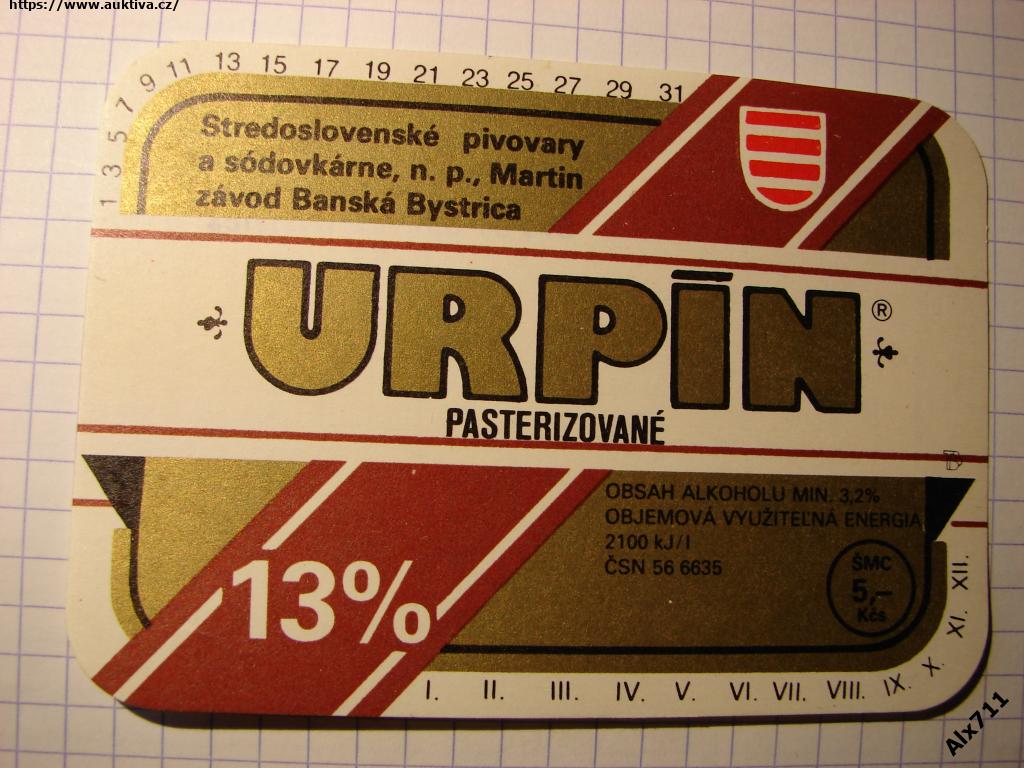 https://www.auktiva.cz/
1 3 5 7 9 11 13 15 17 19 21 23 25 27 29 31
Stredoslovenské pivovary
a sódovkárne, n. p., Martin
závod Banská Bystrica
URPÍN ®
PASTERIZOVANÉ
OBSAH ALKOHOLU MIN. 3,2%
OBJEMOVÁ VYUŽITEĽNÁ ENERGIA
2100 kJ/l
ČSN 56 6635
ŠMC
5,–
Kčs
13%
I. II. III. IV. V. VI. VII. VIII. IX. X. XI. XII.
Alx711